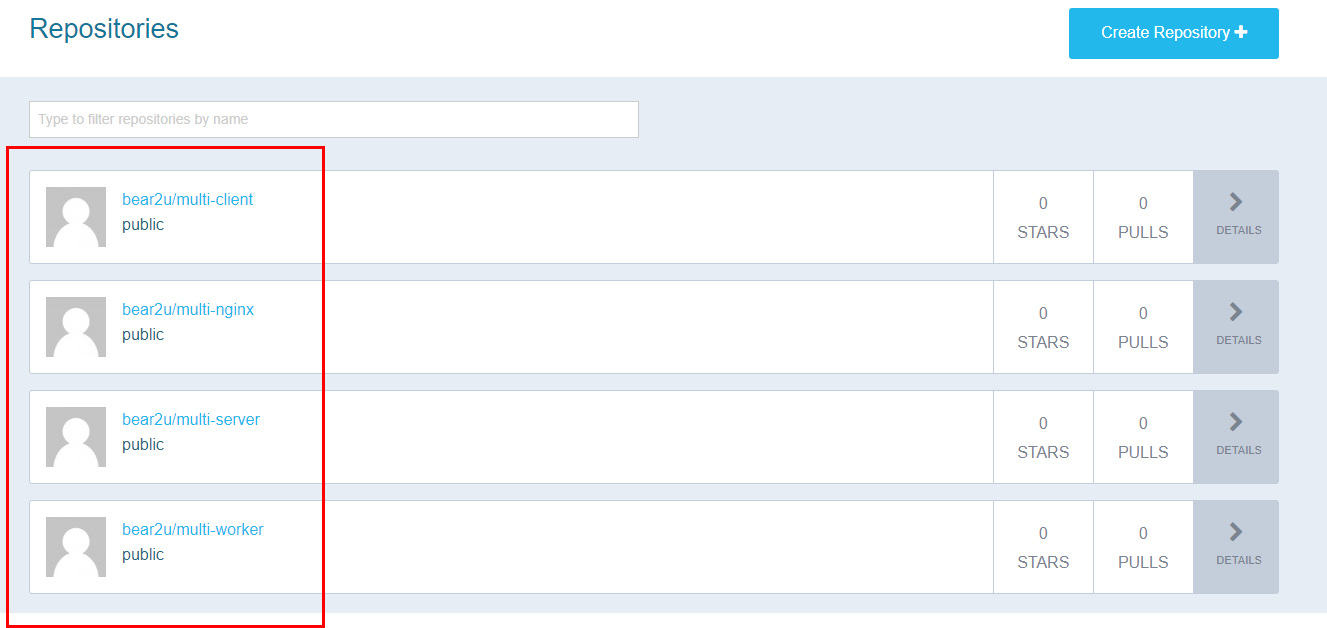 Repositories
Create Repository
Type to filter repositories by name
bear2u/multi-client
public
0
STARS
0
PULLS
DETAILS
bear2u/multi-nginx
public
0
STARS
0
PULLS
DETAILS
bear2u/multi-server
public
0
STARS
0
PULLS
DETAILS
bear2u/multi-worker
public
0
STARS
0
PULLS
DETAILS